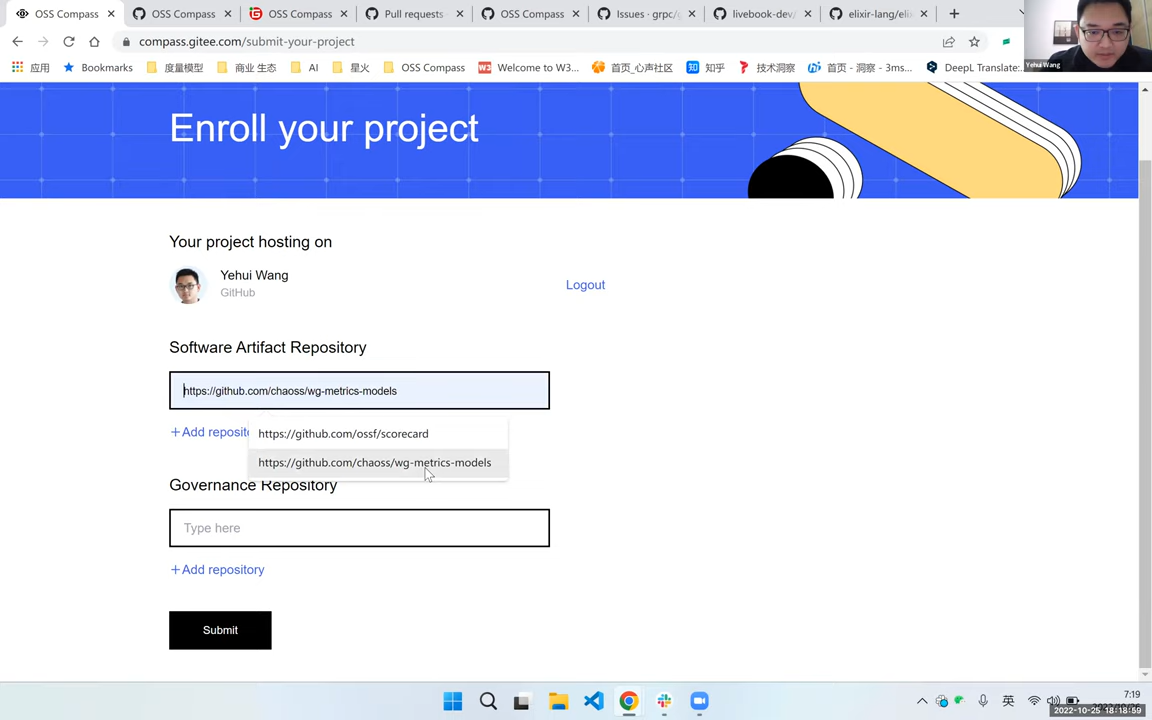 OSS Compass
OSS Compass
OSS Compass
Pull requests
OSS Compass
Issues · grpc/g
livebook-dev/
elixir-lang/eli
compass.gitee.com/submit-your-project
应用
Bookmarks
度量模型
商业 生态
AI
星火
OSS Compass
Welcome to W3...
首页_心声社区
知乎
技术洞察
首页 - 洞察 - 3ms...
DeepL Translate:...
Yehui Wang
Enroll your project
Your project hosting on
Yehui Wang
GitHub
Logout
Software Artifact Repository
https://github.com/chaoss/wg-metrics-models
+Add reposit
https://github.com/ossf/scorecard
https://github.com/chaoss/wg-metrics-models
Governance Repository
Type here
+Add repository
Submit
英
7:19
2022-10-25 18:18:59